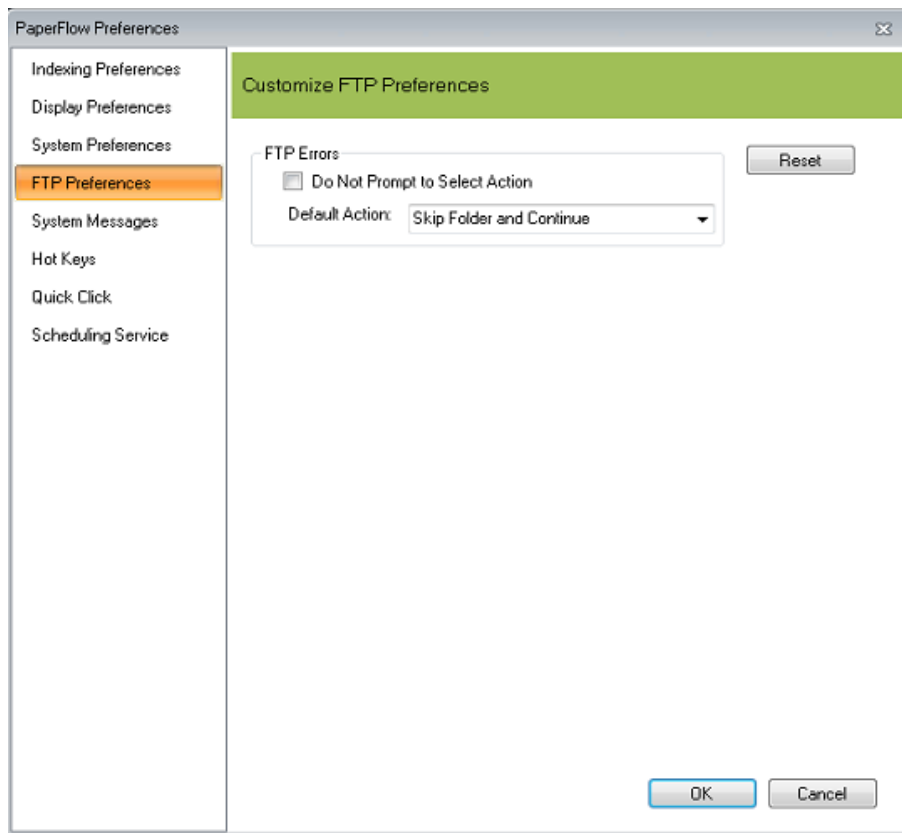 PaperFlow Preferences
Indexing Preferences
Display Preferences
System Preferences
FTP Preferences
System Messages
Hot Keys
Quick Click
Scheduling Service
Customize FTP Preferences
FTP Errors
Do Not Prompt to Select Action
Default Action: Skip Folder and Continue
Reset
OK
Cancel